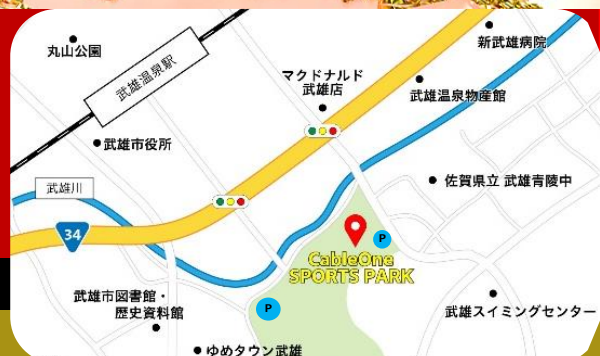 丸山公園
武雄温泉駅
新武雄病院
マクドナルド
武雄店
武雄温泉物産館
武雄市役所
佐賀県立 武雄青陵中
武雄川
34
P
CableOne
SPORTS PARK
武雄市図書館・
歴史資料館
P
武雄スイミングセンター
ゆめタウン武雄